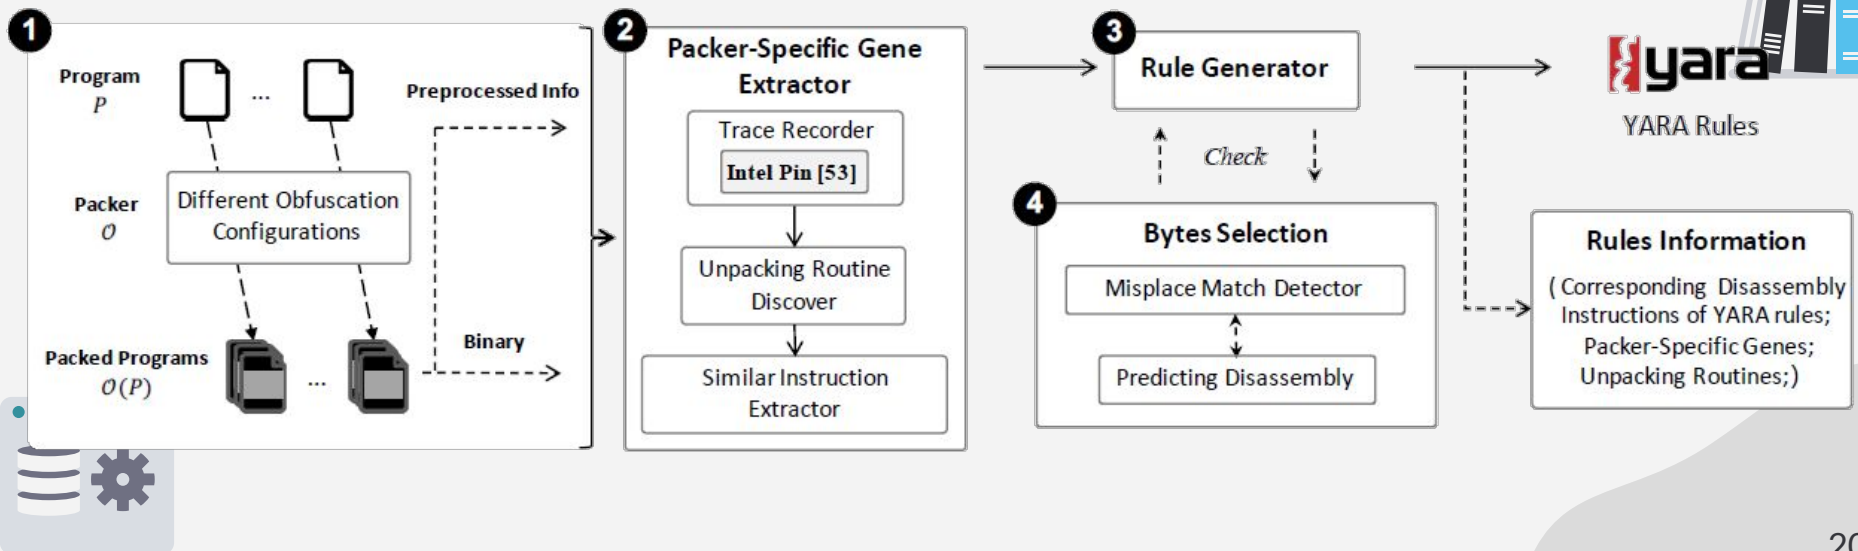 1
Program
P
...
Preprocessed Info
Packer
O
Different Obfuscation
Configurations
Binary
Packed Programs
O(P)
...
2
Packer-Specific Gene
Extractor
Trace Recorder
Intel Pin [53]
Unpacking Routine
Discover
Similar Instruction
Extractor
3
Rule Generator
Check
4
Bytes Selection
Misplace Match Detector
Predicting Disassembly
yara
YARA Rules
Rules Information
( Corresponding Disassembly
Instructions of YARA rules;
Packer-Specific Genes;
Unpacking Routines;)
20